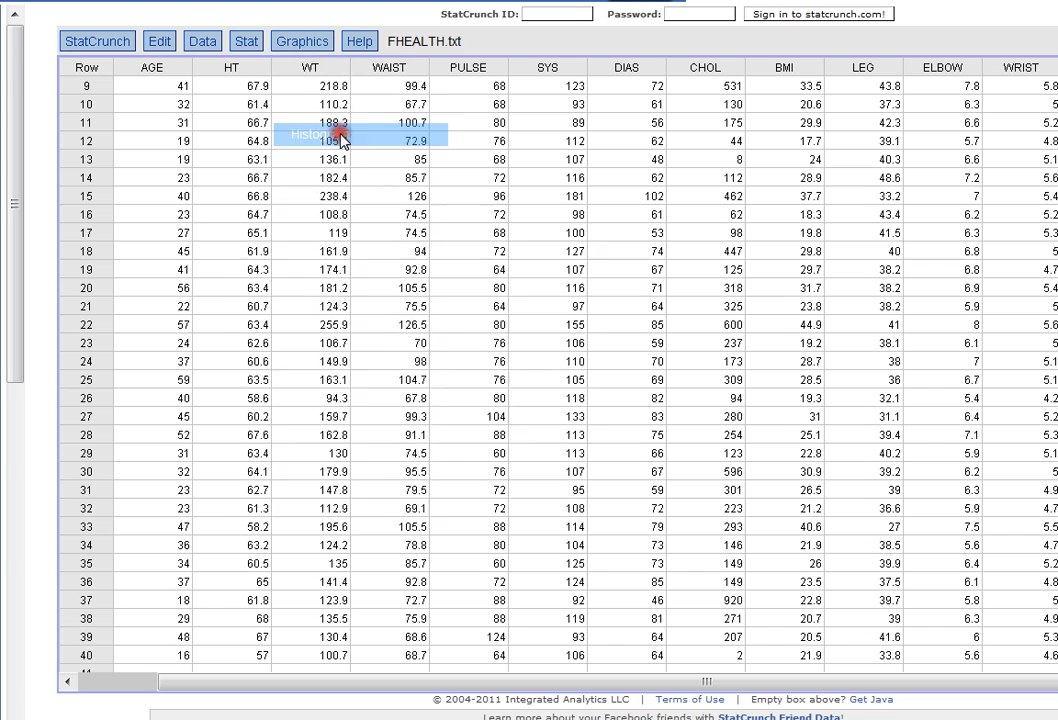 StatCrunch ID: Password: Sign in to statcrunch.com!
StatCrunch Edit Data Stat Graphics Help FHEALTH.txt
Row AGE HT WT WAIST PULSE SYS DIAS CHOL BMI LEG ELBOW WRIST
9 41 67.9 218.8 99.4 68 123 72 531 33.5 43.8 7.8 5.8
10 32 61.4 110.2 67.7 68 93 61 130 20.6 37.3 6.3 5
11 31 66.7 188.3 100.7 80 89 56 175 29.9 42.3 6.6 5.2
12 19 64.8 72.9 76 112 62 44 17.7 39.1 5.7 4.8
13 19 63.1 136.1 85 68 107 48 8 24 40.3 6.6 5.1
14 23 66.7 182.4 85.7 72 116 62 112 28.9 48.6 7.2 5.6
15 40 66.8 238.4 126 96 181 102 462 37.7 33.2 7 5.4
16 23 64.7 108.8 74.5 72 98 61 62 18.3 43.4 6.2 5
17 27 65.1 119 74.5 68 100 53 98 19.8 41.5 6.3 5.3
18 45 61.9 161.9 94 72 127 74 447 29.8 40 6.8 5
19 41 64.3 174.1 92.8 64 107 67 125 29.7 38.2 6.8 4.7
20 56 63.4 181.2 105.5 80 116 71 318 31.7 38.2 6.9 5.4
21 22 60.7 124.3 75.5 64 97 64 325 23.8 38.2 5.9 5
22 57 63.4 255.9 126.5 80 155 85 600 44.9 41 8 5.6
23 24 62.6 106.7 70 76 106 59 237 19.2 38.1 6.1 5
24 37 60.6 149.9 98 76 110 70 173 28.7 38 7 5.1
25 59 63.5 163.1 104.7 76 105 69 309 28.5 36 6.7 5.1
26 40 58.6 94.3 67.8 80 118 82 94 19.3 32.1 5.4 4.2
27 45 60.2 159.7 99.3 104 133 83 280 31 31.1 6.4 5.2
28 52 67.6 162.8 91.1 88 113 75 254 25.1 39.4 7.1 5.3
29 31 63.4 130 74.5 60 113 66 123 22.8 40.2 5.9 5.1
30 32 64.1 179.9 95.5 76 107 67 596 30.9 39.2 6.2 5
31 23 62.7 147.8 79.5 72 95 59 301 26.5 39 6.3 4.9
32 23 61.3 112.9 69.1 72 108 72 223 21.2 36.6 5.9 4.7
33 47 58.2 195.6 105.5 88 114 79 293 40.6 27 7.5 5.5
34 36 63.2 124.2 78.8 80 104 73 146 21.9 38.5 5.6 4.7
35 34 60.5 135 85.7 60 125 73 149 26 39.9 6.4 5.2
36 37 65 141.4 92.8 72 124 85 149 23.5 37.5 6.1 4.8
37 18 61.8 123.9 72.7 88 92 46 920 22.8 39.7 5.8 5
38 29 68 135.5 75.9 88 119 81 271 20.7 39 6.3 4.9
39 48 67 130.4 68.6 124 93 64 207 20.5 41.6 6 5.3
40 16 57 100.7 68.7 64 106 64 2 21.9 33.8 5.6 4.6
© 2004-2011 Integrated Analytics LLC | Terms of Use | Empty box above? Get Java
Learn more about your Facebook friends with StatCrunch Friend Data!